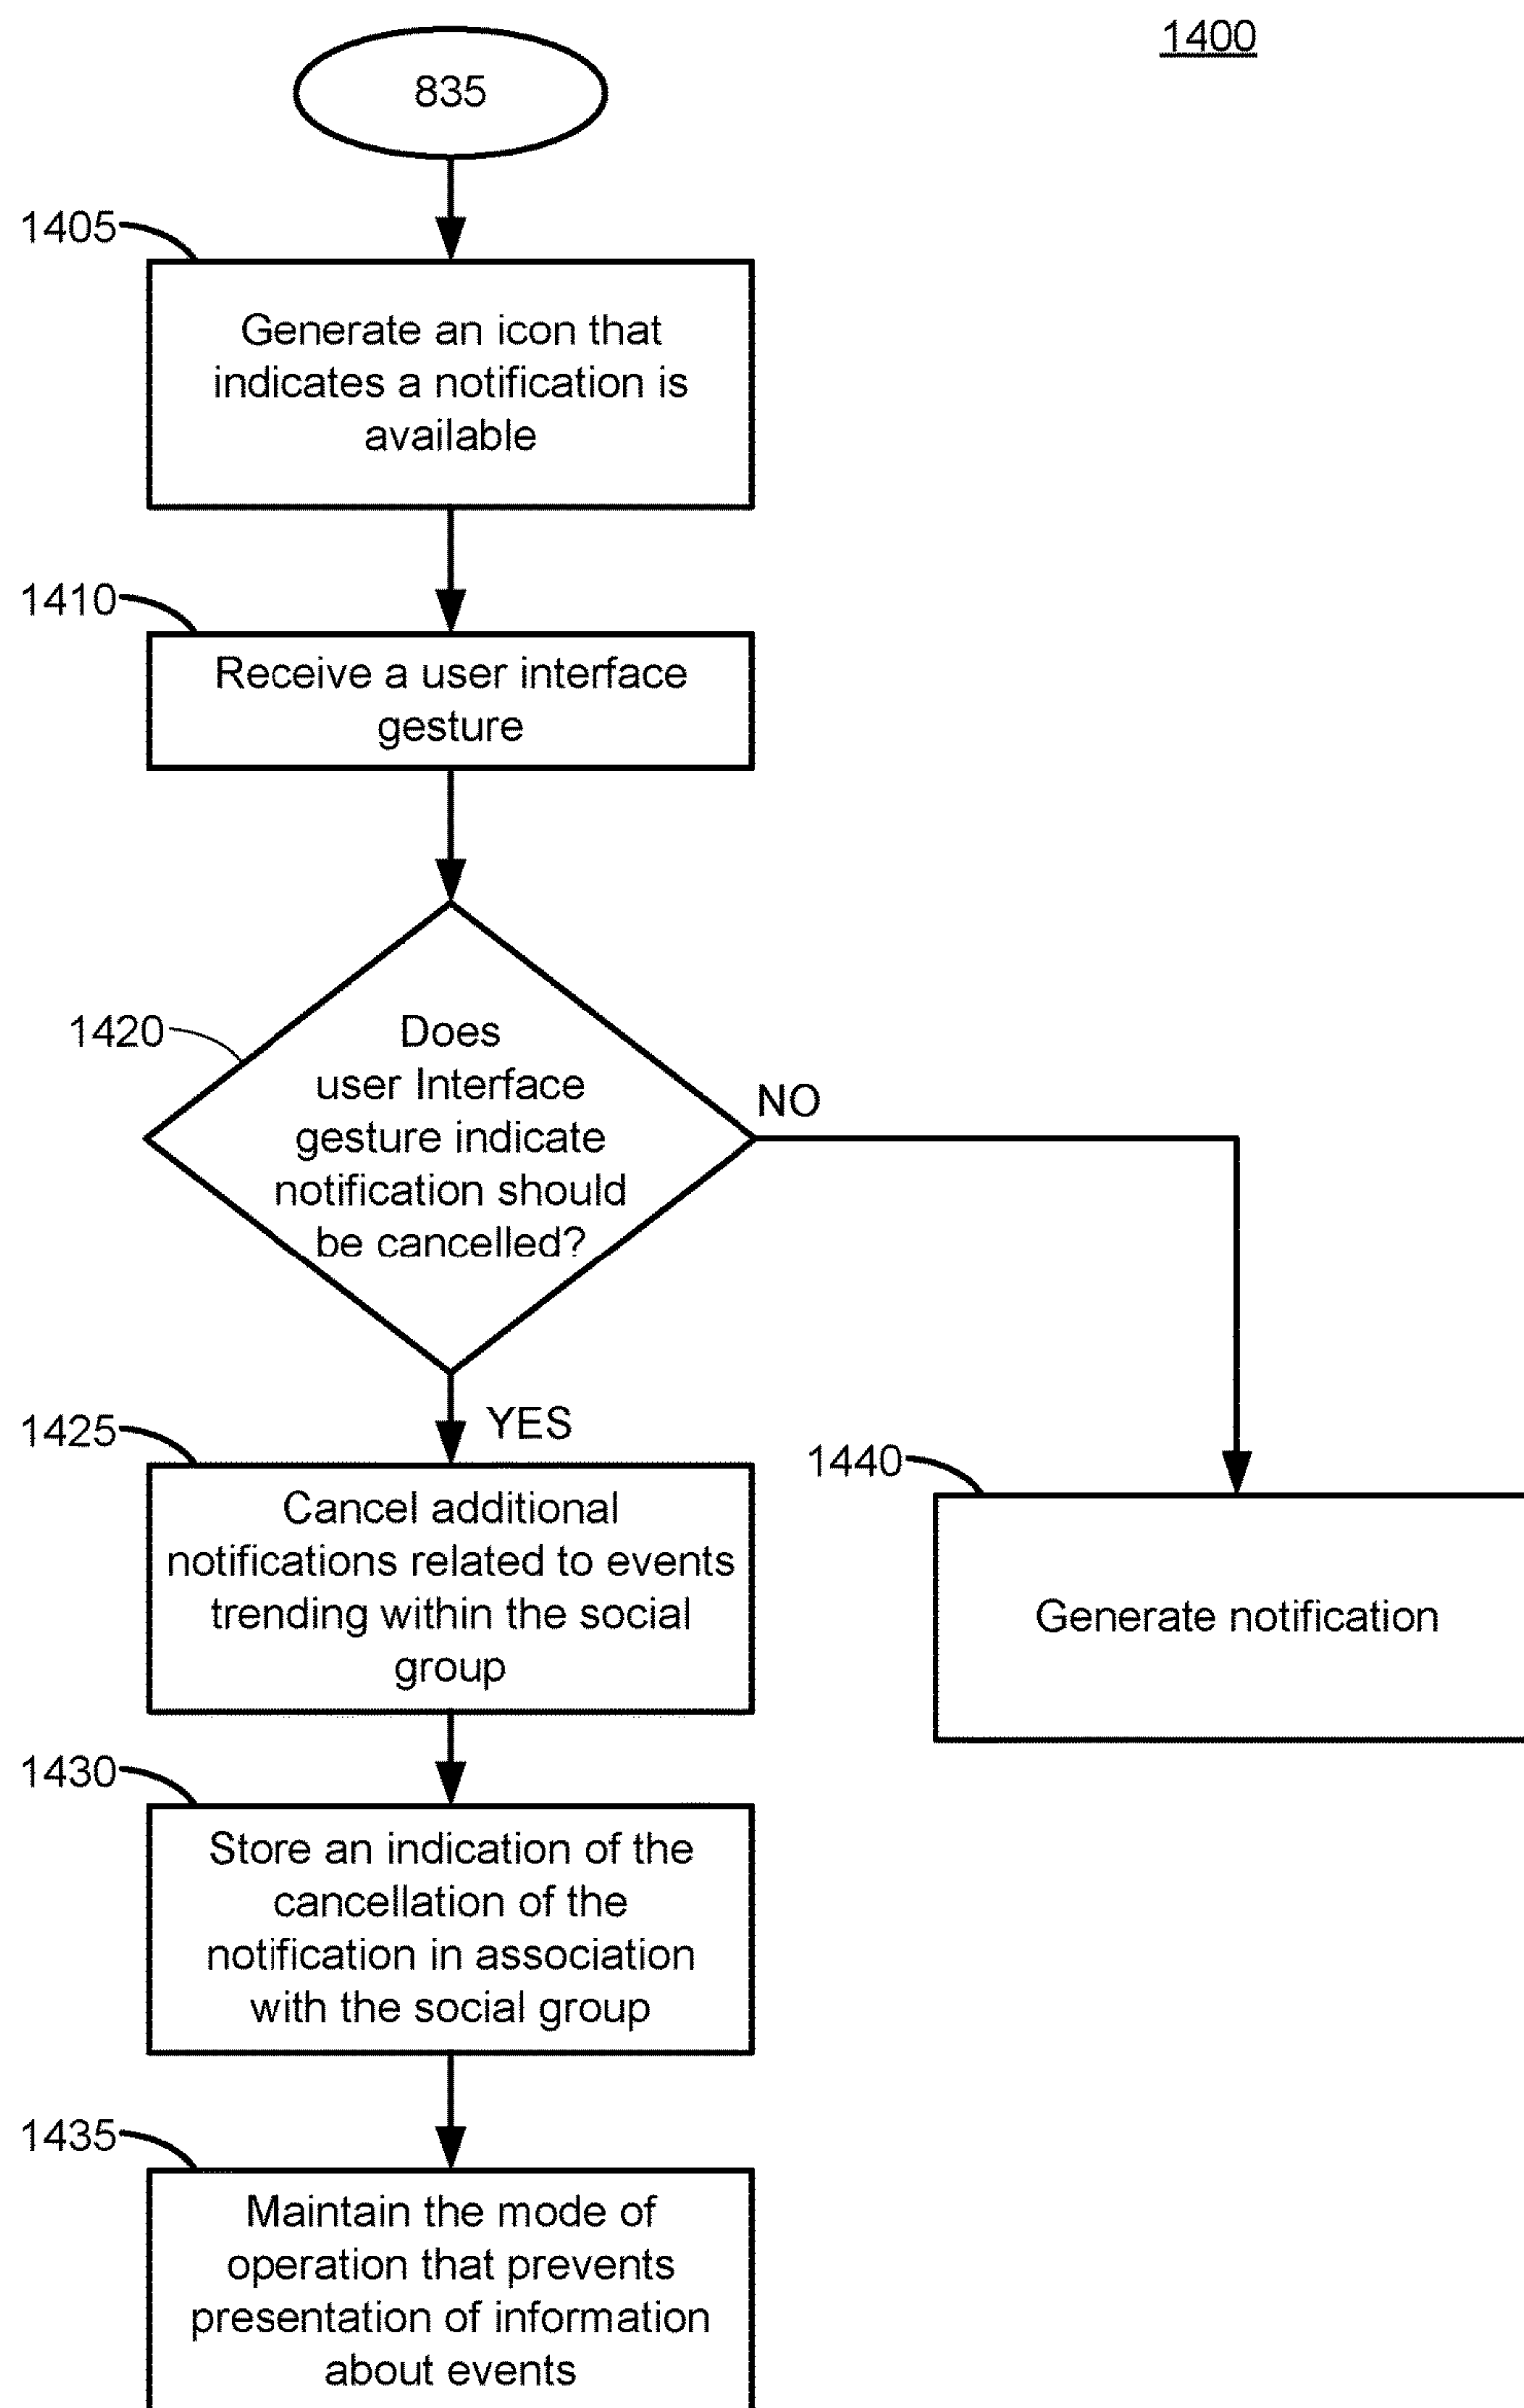 1400
835
1405
Generate an icon that
indicates a notification is
available
1410
Receive a user interface
gesture
1420
Does
user Interface
gesture indicate
notification should
be cancelled?
NO
YES
1425
Cancel additional
notifications related to events
trending within the social
group
1440
Generate notification
1430
Store an indication of the
cancellation of the
notification in association
with the social group
1435
Maintain the mode of
operation that prevents
presentation of information
about events